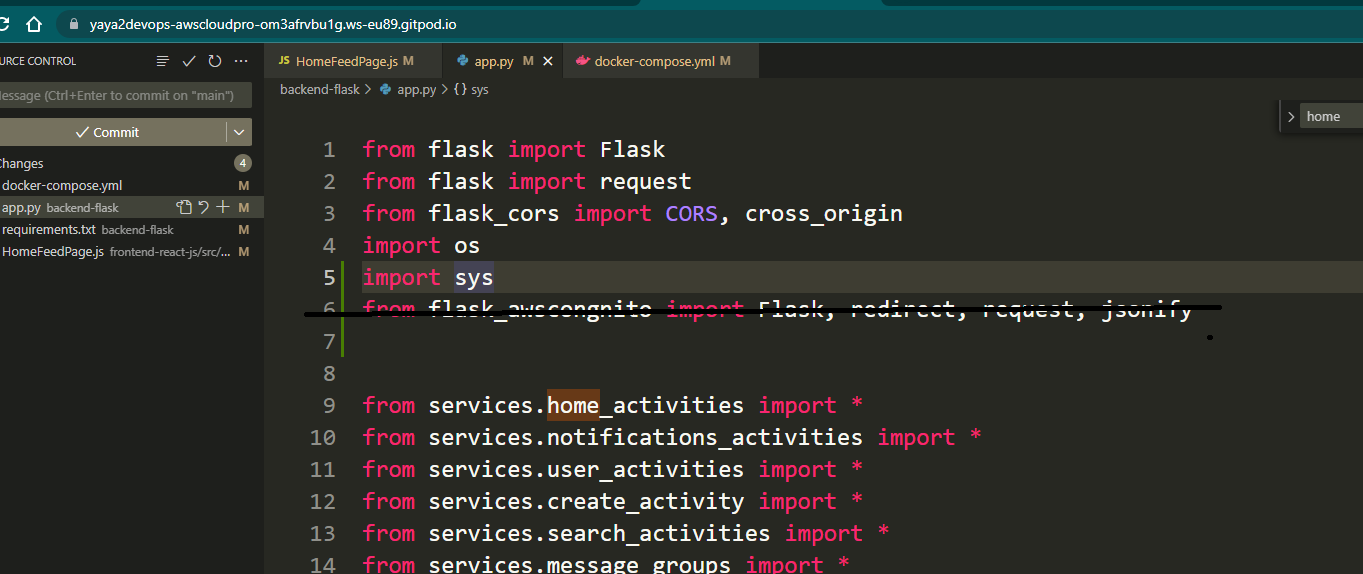 yaya2devops-awscloudpro-om3afrvbu1g.ws-eu89.gitpod.io
URCE CONTROL
JS HomeFeedPage.js M
app.py M
docker-compose.yml M
essage (Ctrl+Enter to commit on "main")
backend-flask > app.py > {} sys
home
Commit
hanges 4
docker-compose.yml M
app.py backend-flask M
requirements.txt backend-flask M
HomeFeedPage.js frontend-react-js/src/... M
1 from flask import Flask
2 from flask import request
3 from flask_cors import CORS, cross_origin
4 import os
5 import sys
6 from flask_awscongnito import Flask, redirect, request, jsonify
7
8
9 from services.home_activities import *
10 from services.notifications_activities import *
11 from services.user_activities import *
12 from services.create_activity import *
13 from services.search_activities import *
14 from services.message_groups import *